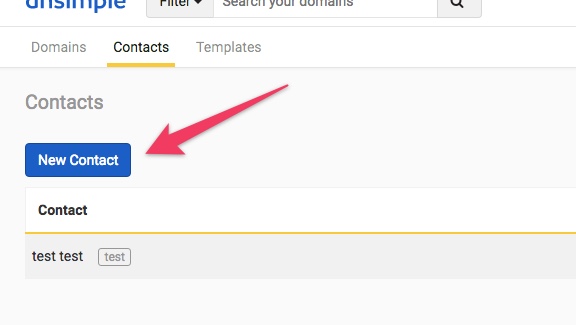 dnsimple Filter Search your domains
Domains Contacts Templates
Contacts
New Contact
Contact
test test test